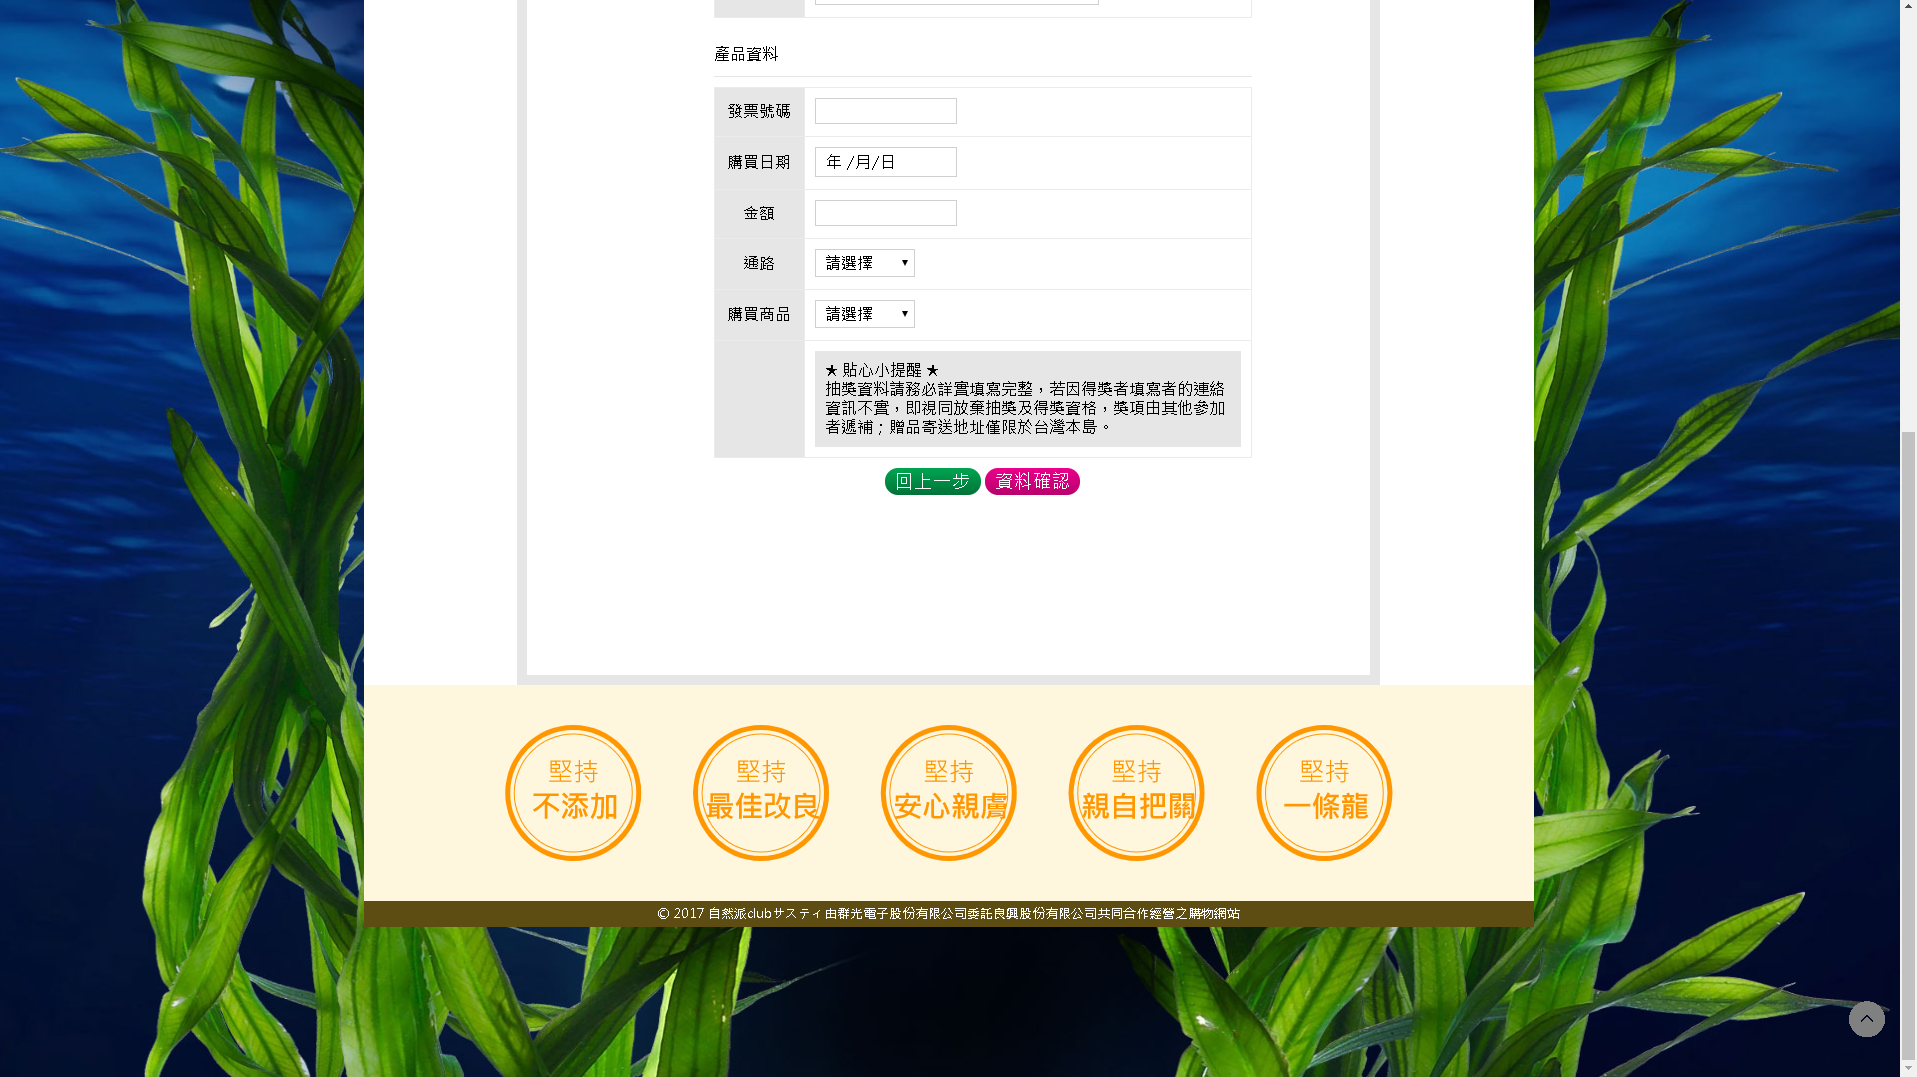 產品資料
發票號碼
購買日期 年 /月/日
金額
通路 請選擇
購買商品 請選擇
★ 貼心小提醒 ★
抽獎資料請務必詳實填寫完整，若因得獎者填寫者的連絡
資訊不實，即視同放棄抽獎及得獎資格，獎項由其他參加
者遞補；贈品寄送地址僅限於台灣本島。
回上一步 資料確認
堅持
不添加
堅持
最佳改良
堅持
安心親膚
堅持
親自把關
堅持
一條龍
© 2017 自然派clubサスティ由群光電子股份有限公司委託良興股份有限公司共同合作經營之購物網站